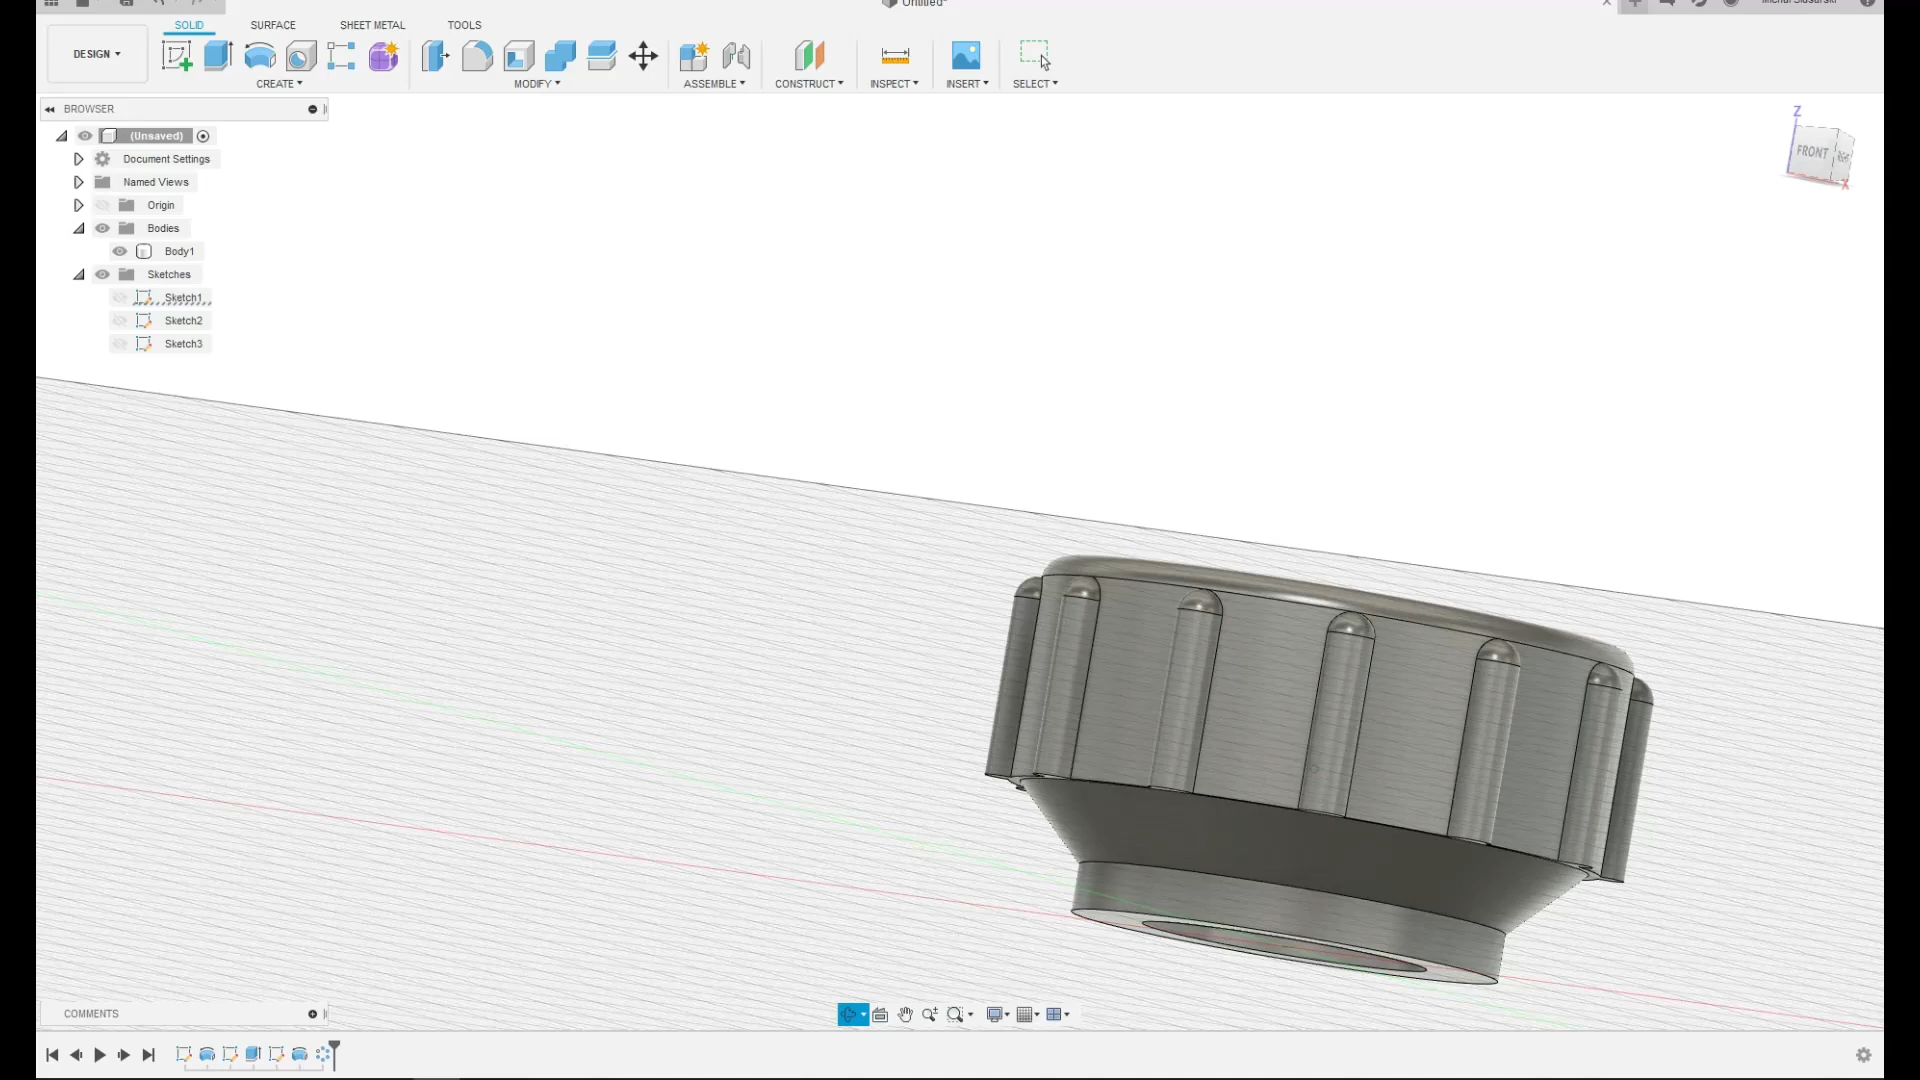 Untitled*
SOLID SURFACE SHEET METAL TOOLS
DESIGN
CREATE MODIFY ASSEMBLE CONSTRUCT INSPECT INSERT SELECT
BROWSER
(Unsaved)
Document Settings
Named Views
Origin
Bodies
Body1
Sketches
Sketch1
Sketch2
Sketch3
Z
FRONT
X
COMMENTS